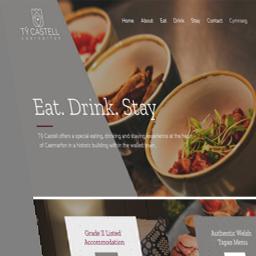 TŶ CASTELL
CAERNARFON
Home About Eat Drink Stay Contact Cymraeg
Eat. Drink. Stay
Tŷ Castell offers a special eating, drinking and staying experience at the heart
of Caernarfon in a historic building within the walled town.
Grade II Listed
Accommodation
Authentic Welsh
Tapas Menu